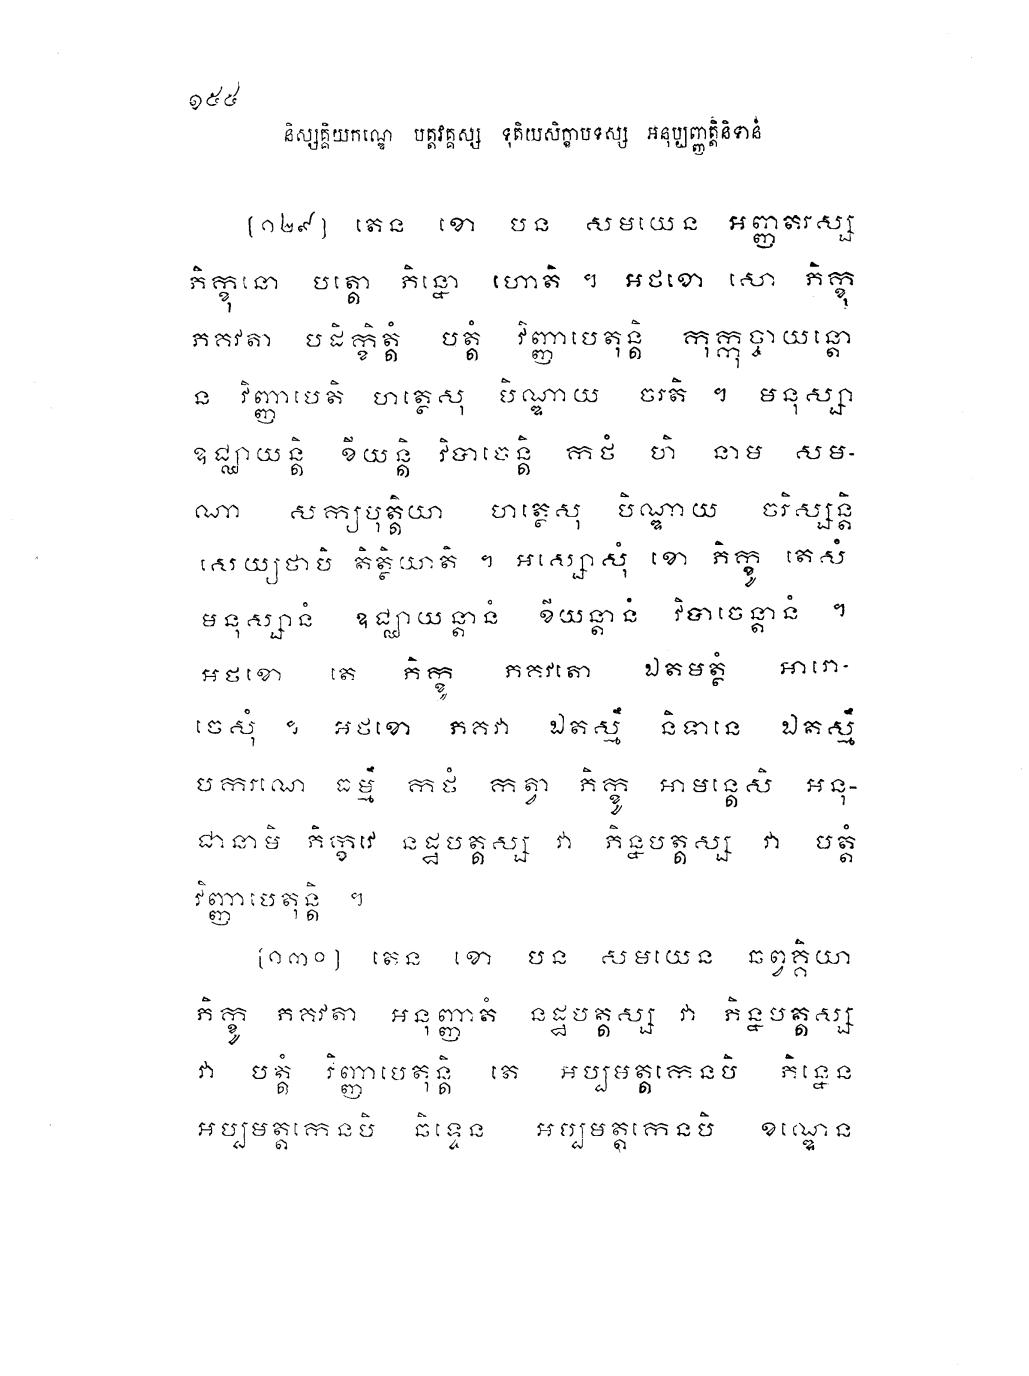 ១៥៤
និស្សគ្គិយកណ្ឌេ បត្តវគ្គស្ស ទុតិយសិក្ខាបទស្ស អនុប្បញ្ញត្តិនិទានំ
[១២៩] តេន ខោ បន សមយេន អញ្ញតរស្ស
ភិក្ខុនោ បត្តោ ភិន្នោ ហោតិ ។ អថខោ សោ ភិក្ខុ
ភគវតា បដិក្ខិត្តំ បត្តំ វិញ្ញាបេតុន្តិ កុក្កុច្ចាយន្តោ
ន វិញ្ញាបេតិ ហត្ថេសុ បិណ្ឌាយ ចរតិ ។ មនុស្សា
ឧជ្ឈាយន្តិ ខីយន្តិ វិបាចេន្តិ កថំ ហិ នាម សម-
ណា សក្យបុត្តិយា ហត្ថេសុ បិណ្ឌាយ ចរិស្សន្តិ
សេយ្យថាបិ តិត្ថិយាតិ ។ អស្សោសុំ ខោ ភិក្ខូ តេសំ
មនុស្សានំ ឧជ្ឈាយន្តានំ ខីយន្តានំ វិបាចេន្តានំ ។
អថខោ តេ ភិក្ខូ ភគវតោ ឯតមត្ថំ អារោ-
ចេសុំ ។ អថខោ ភគវា ឯតស្មឹ និទានេ ឯតស្មឹ
បករណេ ធម្មឹ កថំ កត្វា ភិក្ខូ អាមន្តេសិ អនុ-
ជានាមិ ភិក្ខវេ នដ្ឋបត្តស្ស វា ភិន្នបត្តស្ស វា បត្តំ
វិញ្ញាបេតុន្តិ ។
[១៣០] តេន ខោ បន សមយេន ឆព្វគ្គិយា
ភិក្ខូ ភគវតា អនុញ្ញាតំ នដ្ឋបត្តស្ស វា ភិន្នបត្តស្ស
វា បត្តំ វិញ្ញាបេតុន្តិ តេ អប្បមត្តកេនបិ ភិន្នេន
អប្បមត្តកេនបិ ឆិទ្ទេន អប្បមត្តកេនបិ ខណ្ឌេន